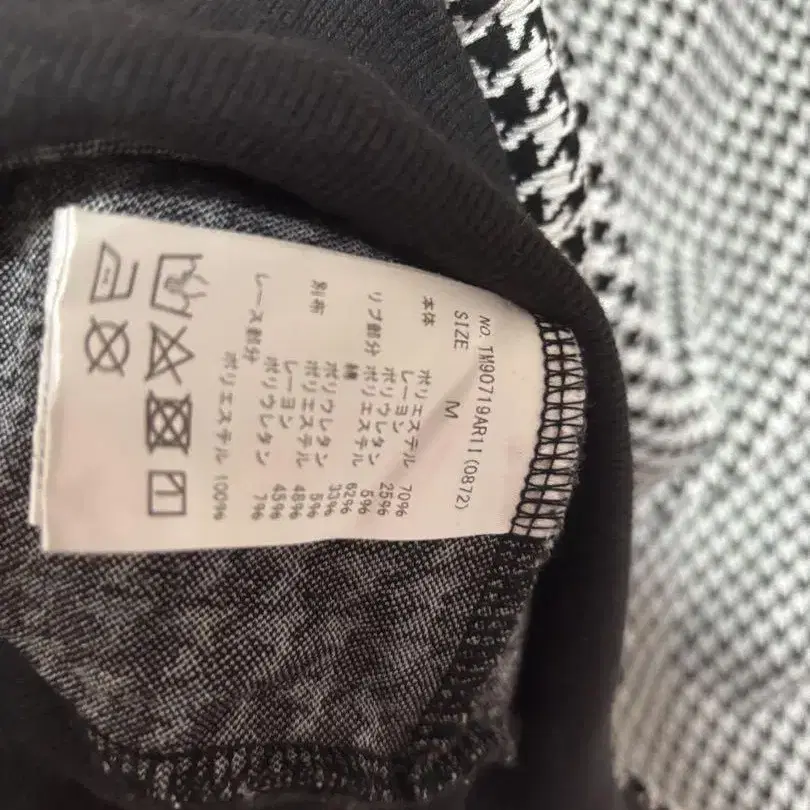 NO. TM90719AR11(0872)
SIZE M
本体 ポリエステル 70%
レーヨン 25%
ポリウレタン 5%
リブ部分 ポリエステル 62%
綿 33%
ポリウレタン 5%
別布 ポリエステル 48%
レーヨン 45%
ポリウレタン 7%
レース部分 ポリエステル 100%